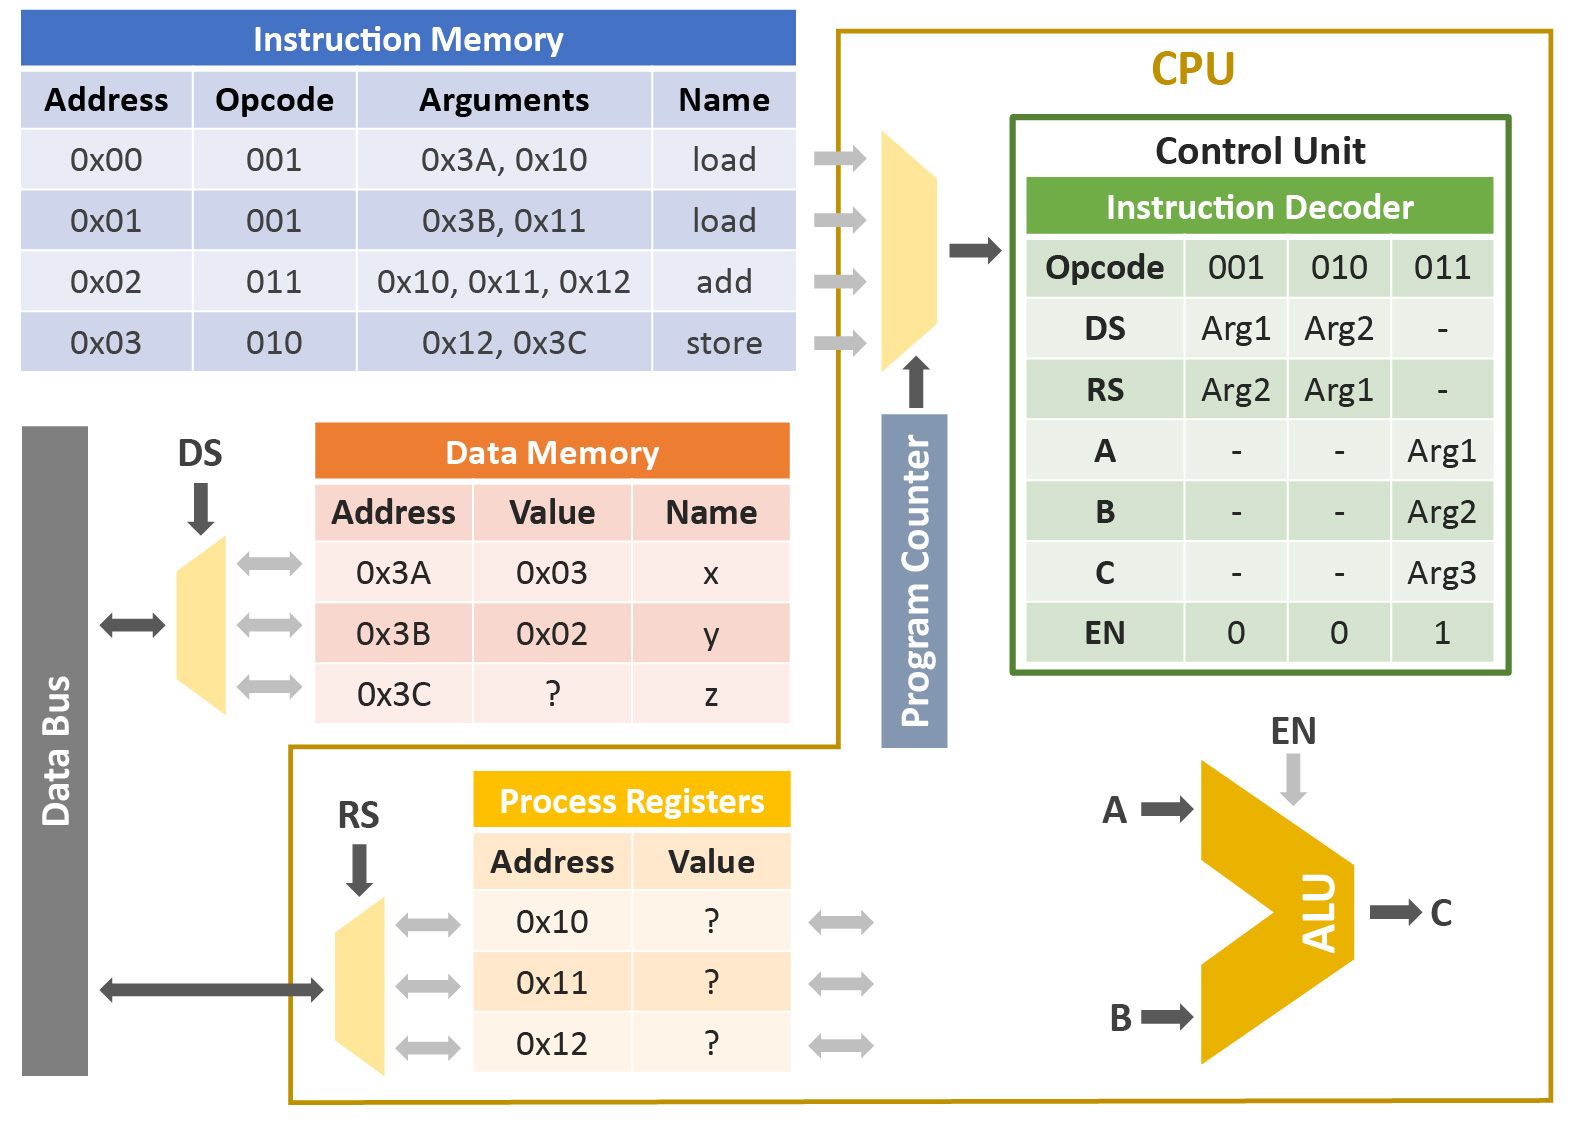 Instruction Memory
Address Opcode Arguments Name
0x00 001 0x3A, 0x10 load
0x01 001 0x3B, 0x11 load
0x02 011 0x10, 0x11, 0x12 add
0x03 010 0x12, 0x3C store
CPU
Control Unit
Instruction Decoder
Opcode 001 010 011
DS Arg1 Arg2 -
RS Arg2 Arg1 -
A - - Arg1
B - - Arg2
C - - Arg3
EN 0 0 1
Program Counter
Data Bus
DS
Data Memory
Address Value Name
0x3A 0x03 x
0x3B 0x02 y
0x3C ? z
RS
Process Registers
Address Value
0x10 ?
0x11 ?
0x12 ?
EN
A
ALU
C
B